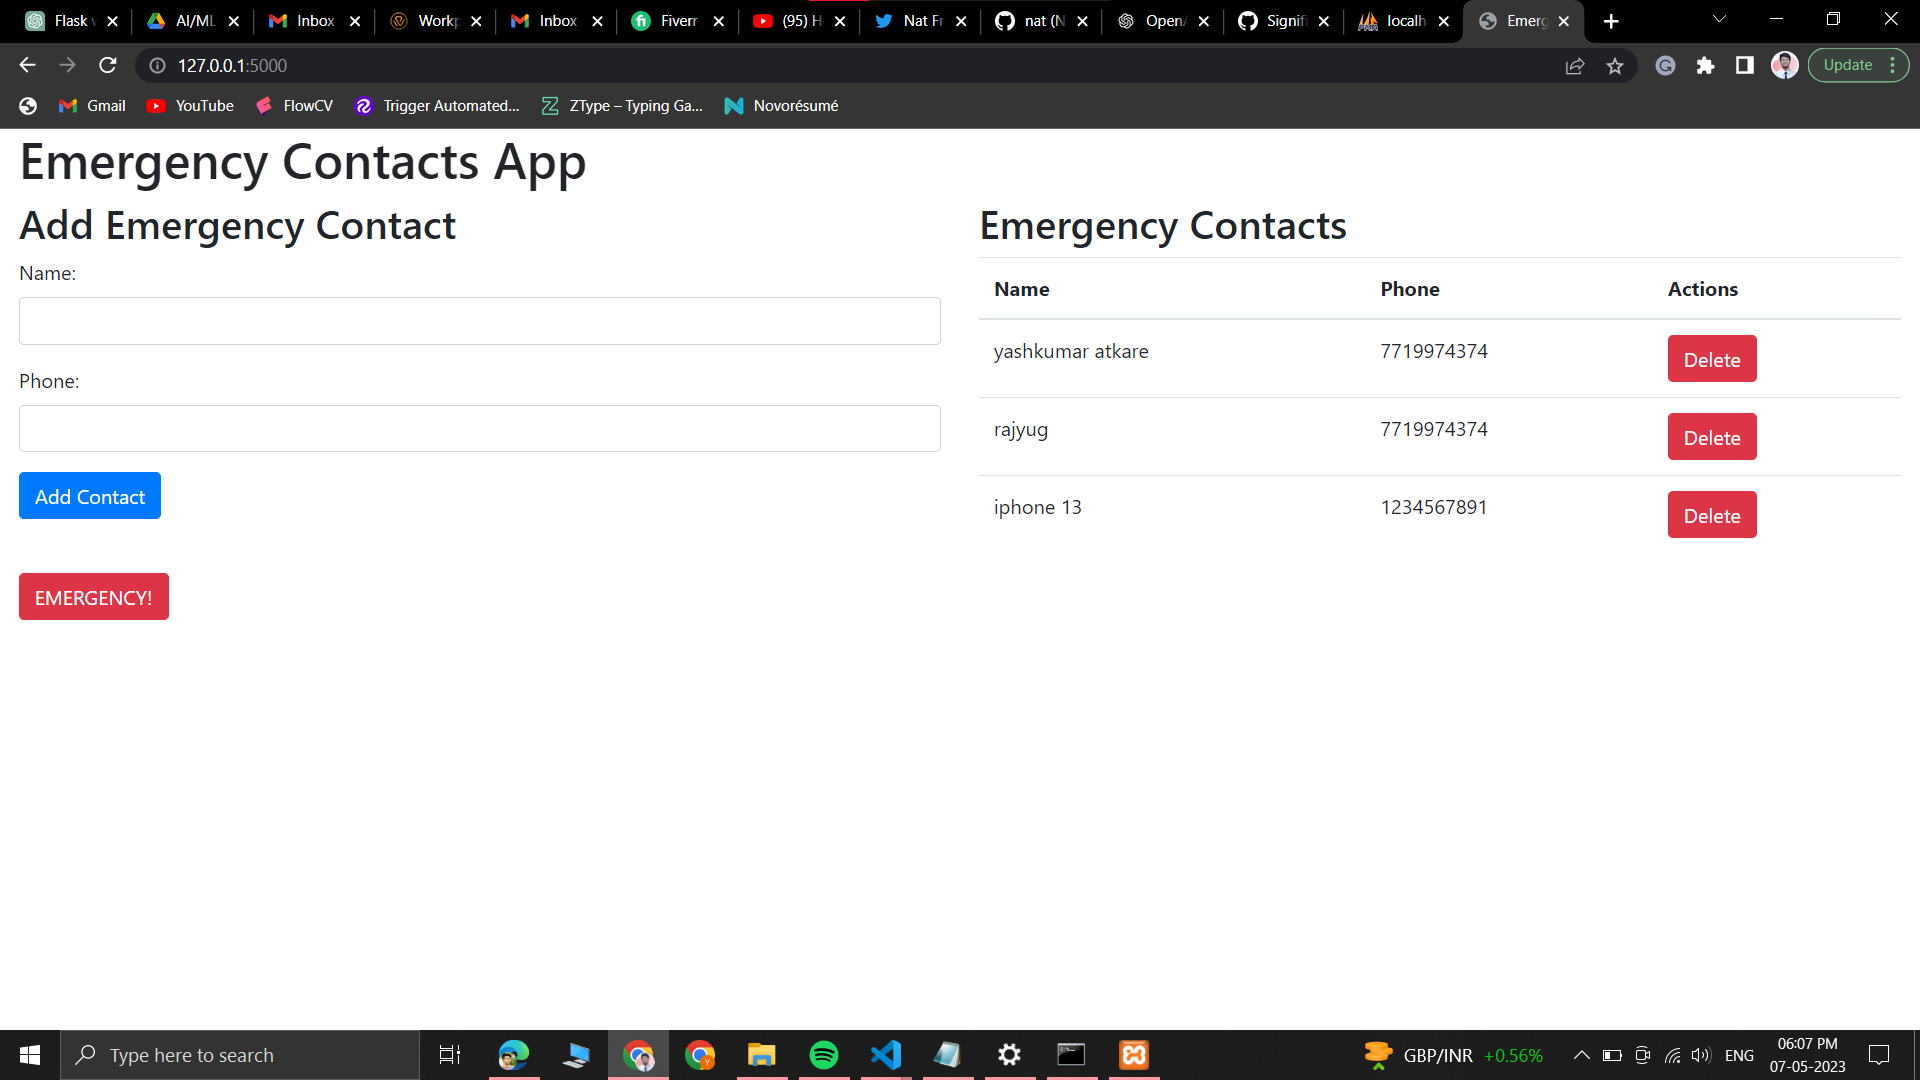 Flask AI/ML Inbox Work Inbox Fiverr (95) H Nat Fr nat (N Open Signifi localh Emerg
127.0.0.1:5000 Update
Gmail YouTube FlowCV Trigger Automated... ZType – Typing Ga... Novorésumé
Emergency Contacts App
Add Emergency Contact
Name:
Phone:
Add Contact
EMERGENCY!
Emergency Contacts
Name Phone Actions
yashkumar atkare 7719974374 Delete
rajyug 7719974374 Delete
iphone 13 1234567891 Delete
Type here to search GBP/INR +0.56% ENG 06:07 PM
07-05-2023